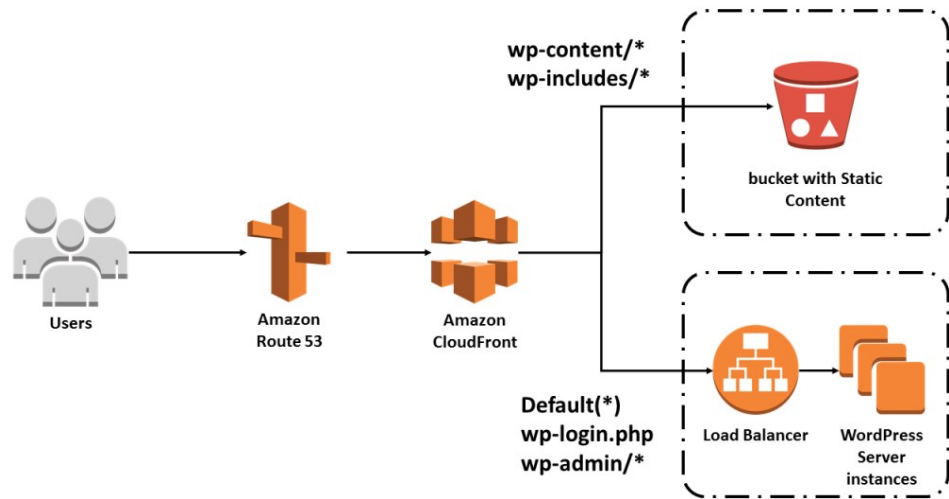 wp-content/*
wp-includes/*
bucket with Static
Content
Users
Amazon
Route 53
Amazon
CloudFront
Default(*)
wp-login.php
wp-admin/*
Load Balancer
WordPress
Server
instances